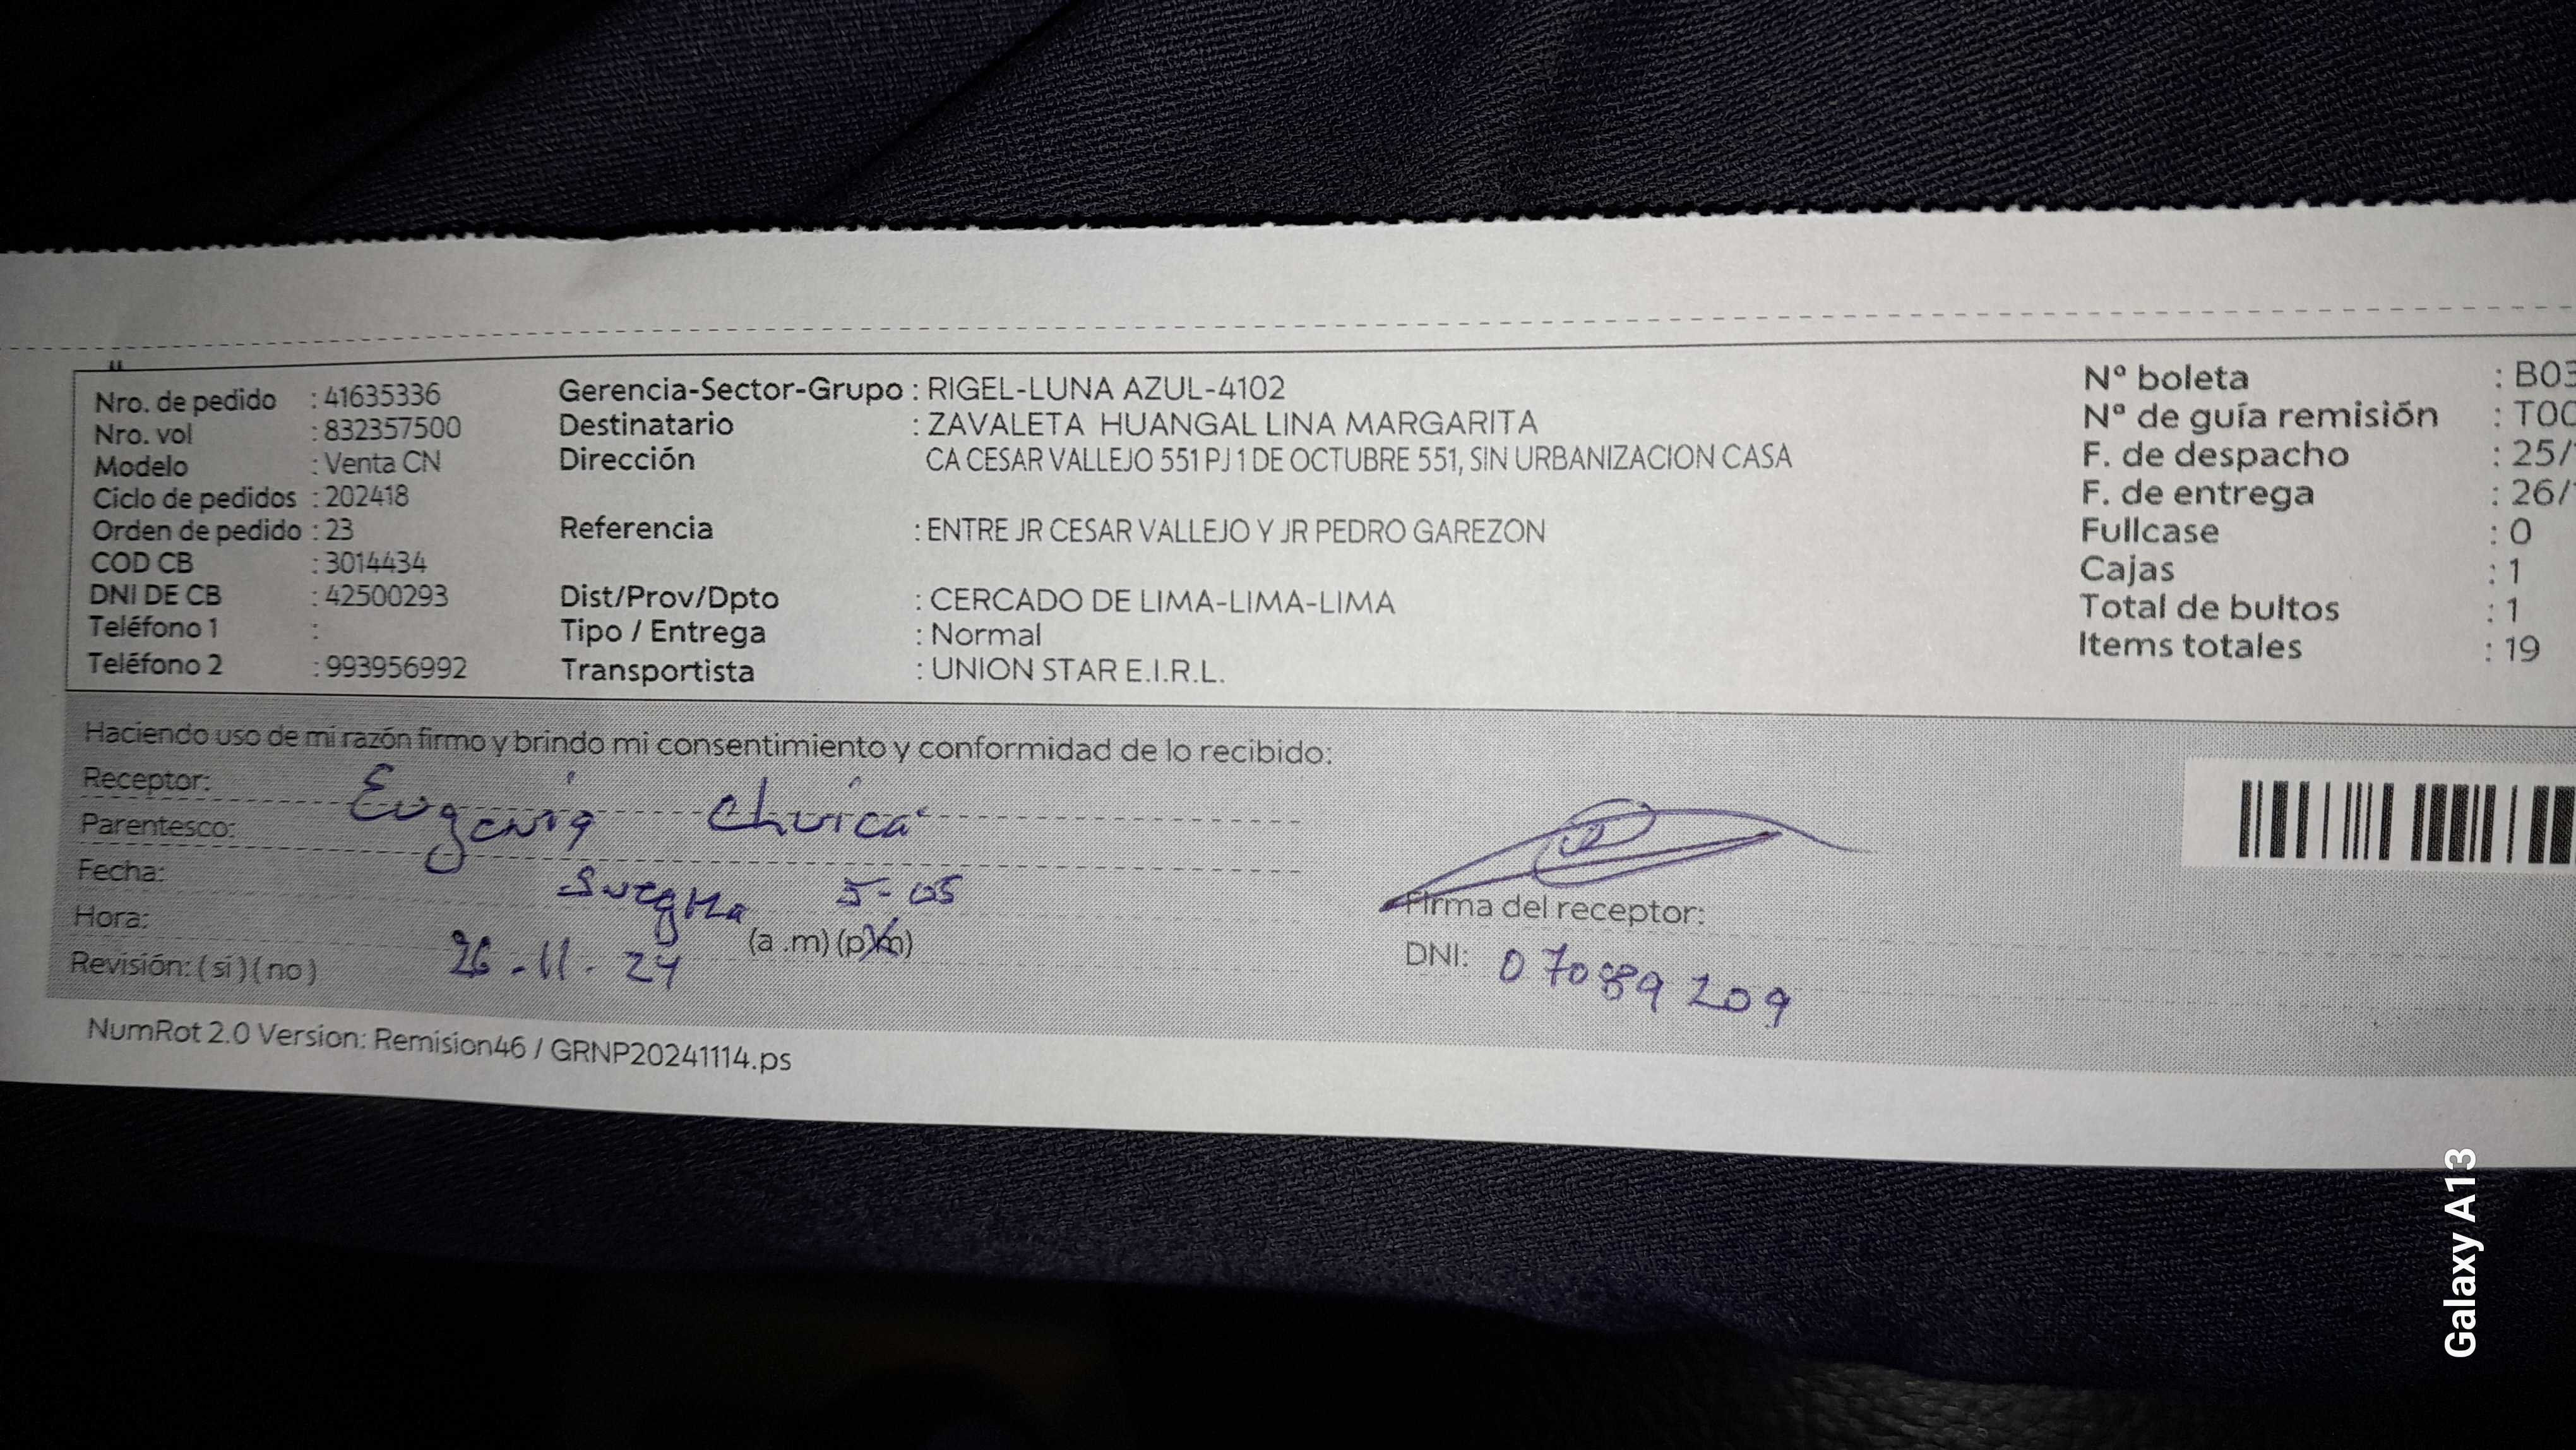 Nro. de pedido : 41635336
Nro. vol : 832357500
Modelo : Venta CN
Ciclo de pedidos : 202418
Orden de pedido : 23
COD CB : 3014434
DNI DE CB : 42500293
Teléfono 1 :
Teléfono 2 : 993956992
Gerencia-Sector-Grupo : RIGEL-LUNA AZUL-4102
Destinatario : ZAVALETA HUANGAL LINA MARGARITA
Dirección CA CESAR VALLEJO 551 PJ 1 DE OCTUBRE 551, SIN URBANIZACION CASA
Referencia : ENTRE JR CESAR VALLEJO Y JR PEDRO GAREZON
Dist/Prov/Dpto : CERCADO DE LIMA-LIMA-LIMA
Tipo / Entrega : Normal
Transportista : UNION STAR E.I.R.L.
Nº boleta : B03
Nº de guía remisión : T00
F. de despacho : 25/
F. de entrega : 26/
Fullcase : 0
Cajas : 1
Total de bultos : 1
Items totales : 19
Haciendo uso de mi razón firmo y brindo mi consentimiento y conformidad de lo recibido:
Receptor: Eugenia Chuica
Parentesco:
Fecha: 5-05
Hora: (a .m) (p.m)
Revisión: (si) (no) 26-11-24
Firma del receptor:
DNI: 07089209
NumRot 2.0 Version: Remision46 / GRNP20241114.ps
Galaxy A13